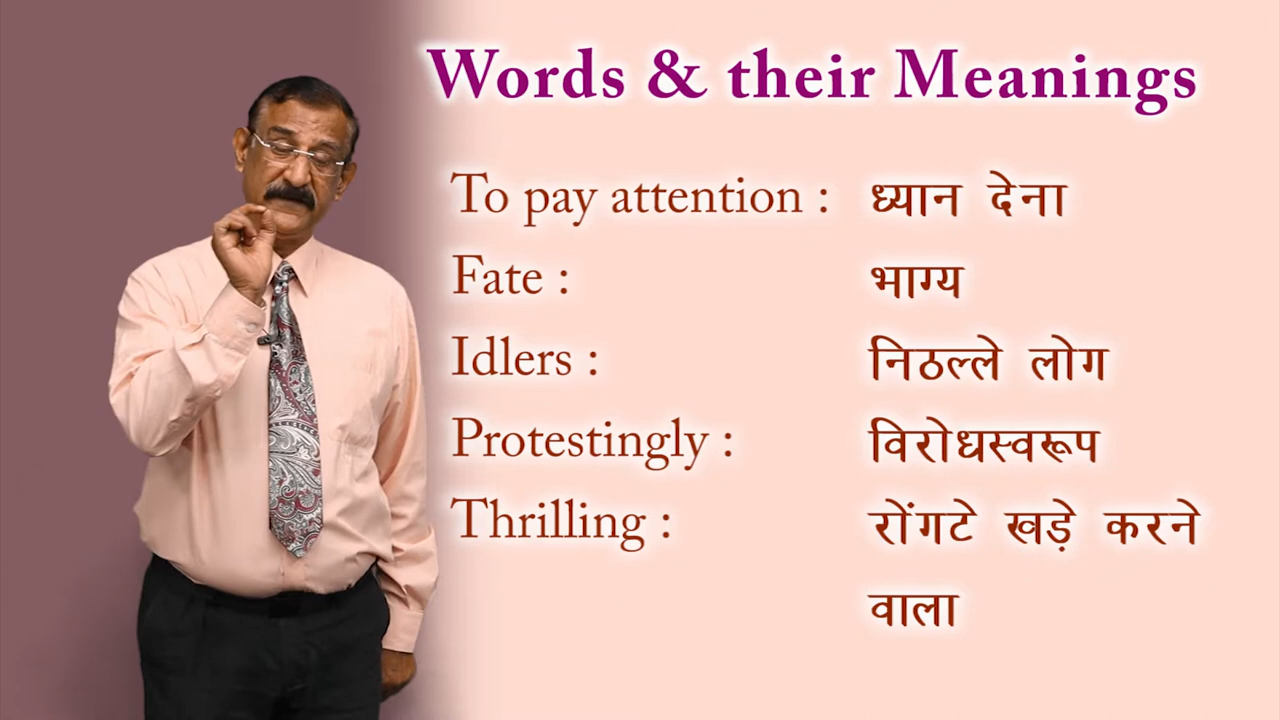 Words & their Meanings
To pay attention : ध्यान देना
Fate : भाग्य
Idlers : निठल्ले लोग
Protestingly : विरोधस्वरूप
Thrilling : रोंगटे खड़े करने
वाला